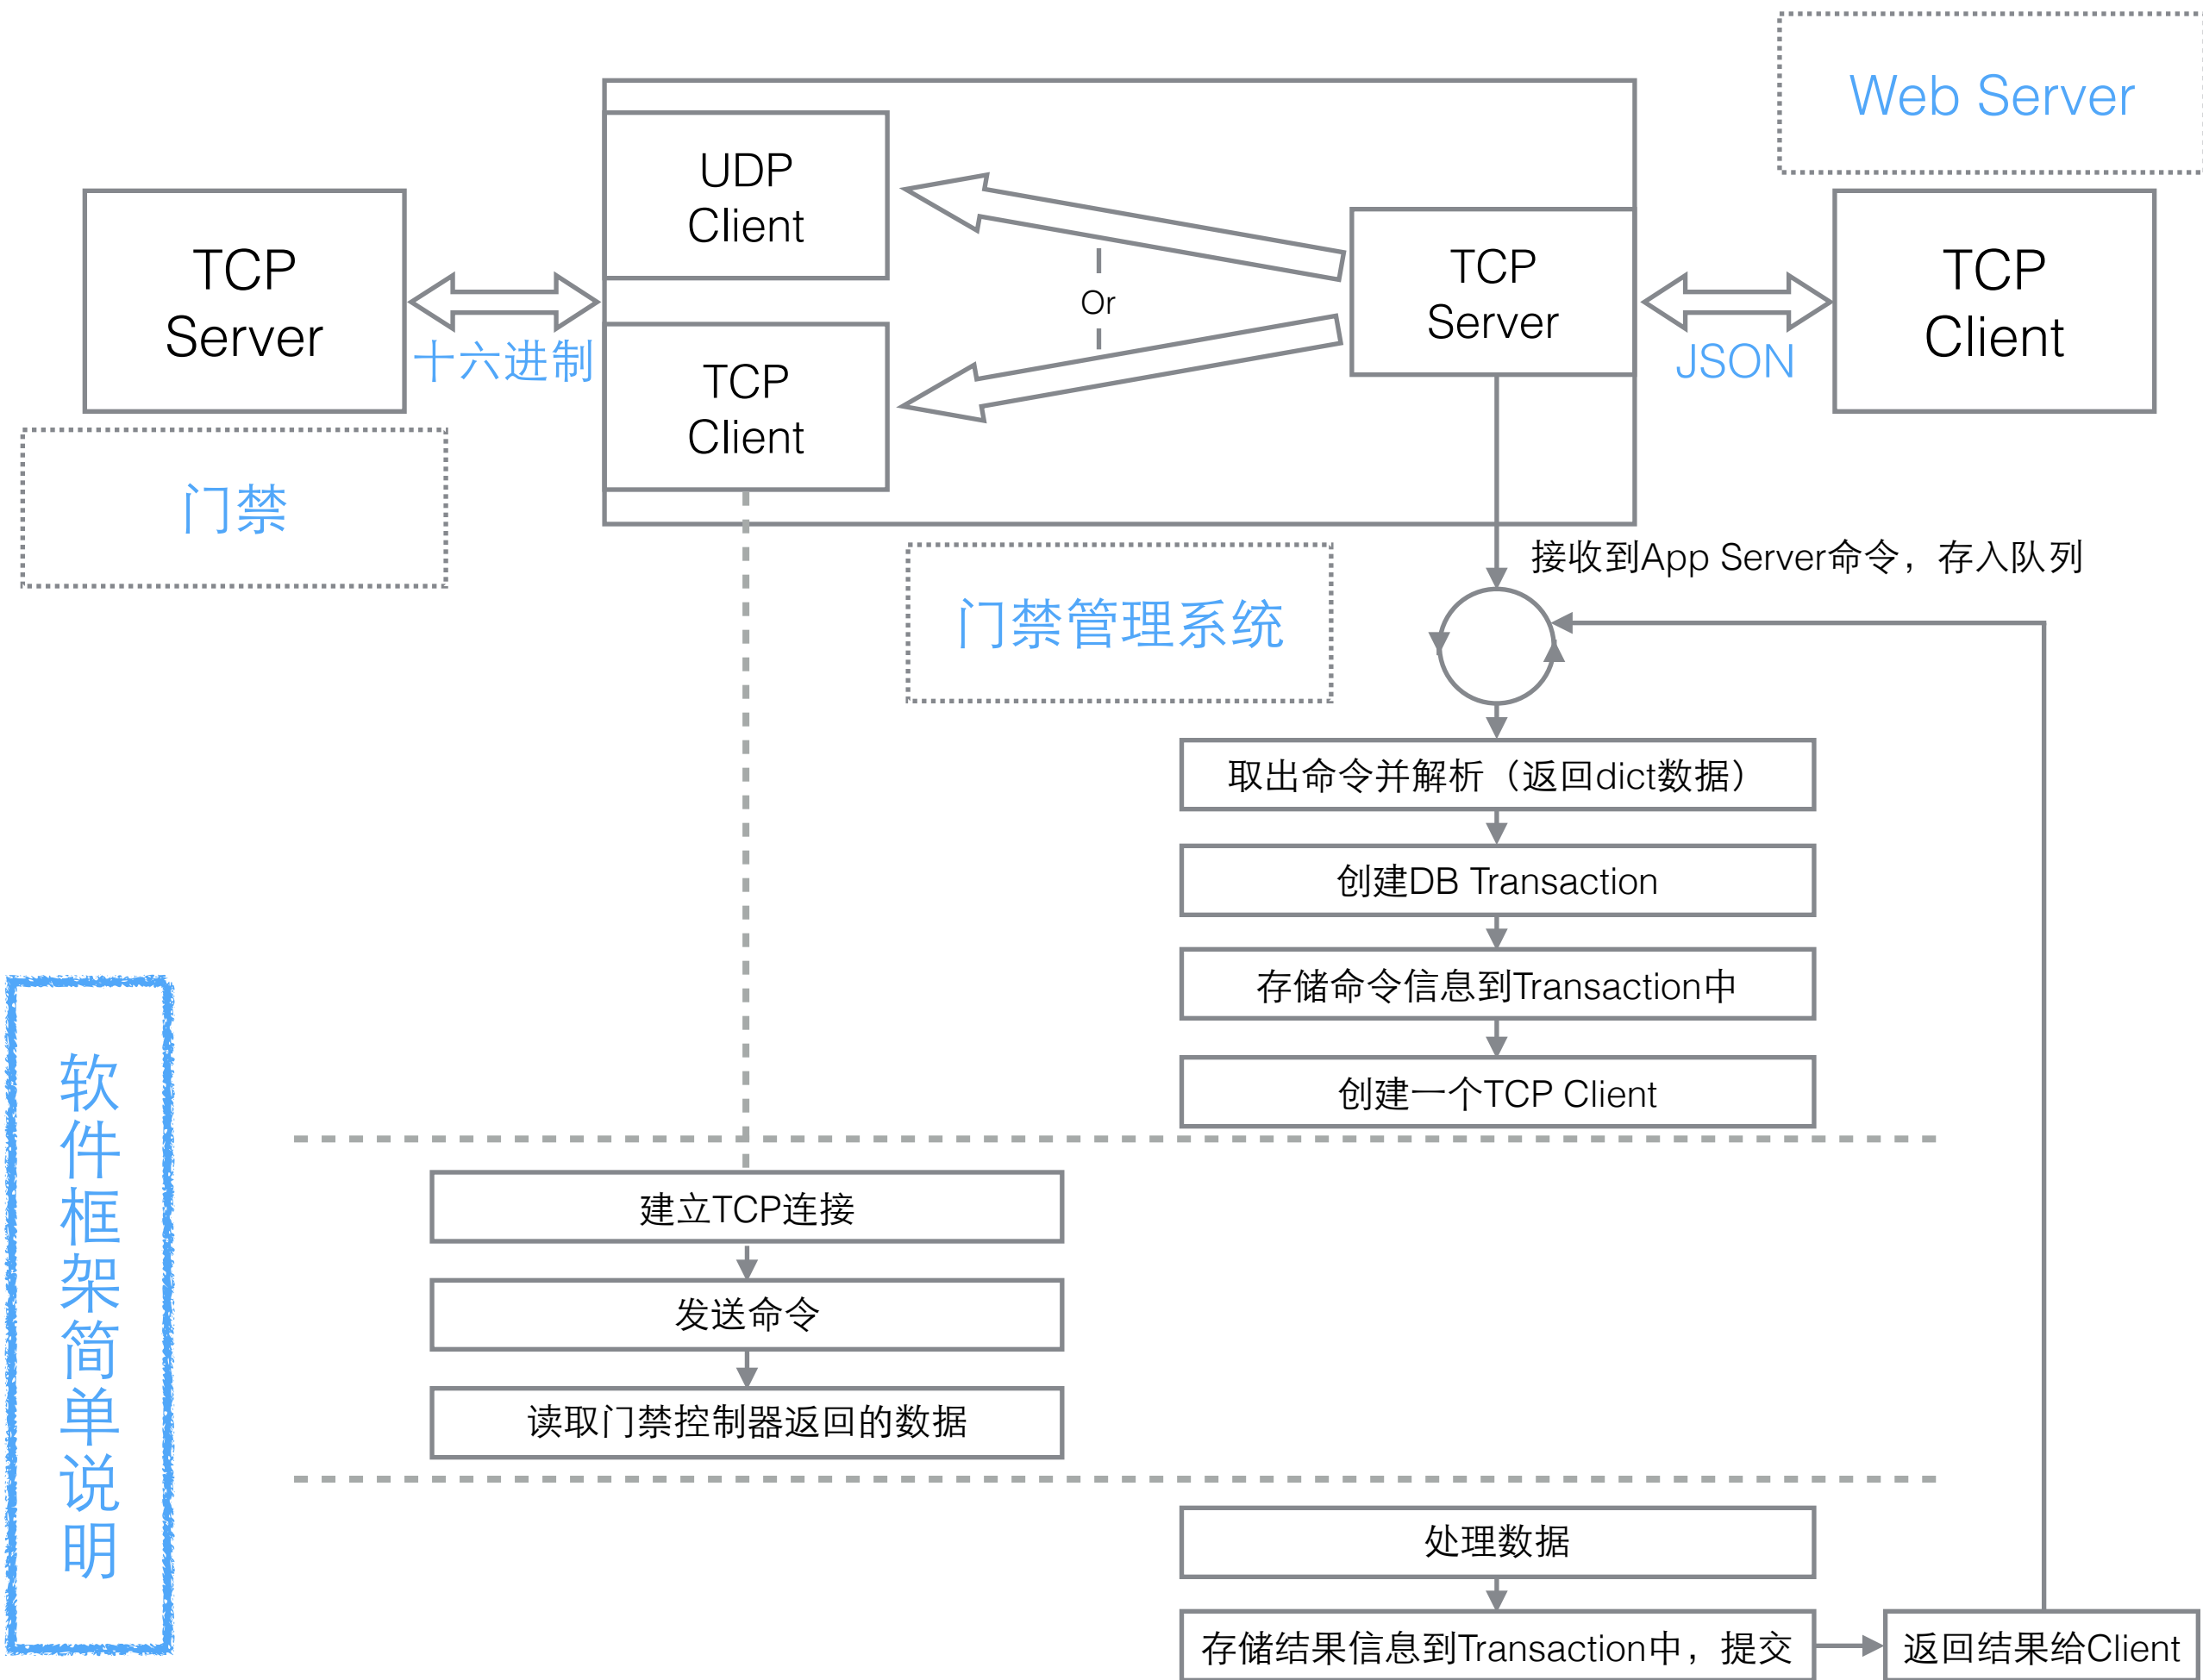 Web Server
UDP
Client
TCP
Server
TCP
Server
TCP
Client
Or
十六进制
JSON
TCP
Client
门禁
门禁管理系统
接收到App Server命令，存入队列
取出命令并解析（返回dict数据）
创建DB Transaction
存储命令信息到Transaction中
创建一个TCP Client
软件框架简单说明
建立TCP连接
发送命令
读取门禁控制器返回的数据
处理数据
存储结果信息到Transaction中，提交
返回结果给Client